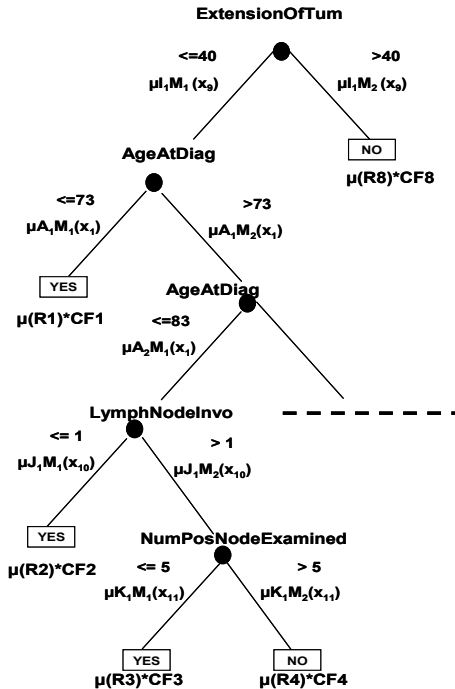 ExtensionOfTum
<=40 >40
μI₁M₁ (x₉) μI₁M₂ (x₉)
AgeAtDiag NO
μ(R8)*CF8
<=73 >73
μA₁M₁(x₁) μA₁M₂(x₁)
YES AgeAtDiag
μ(R1)*CF1
<=83
μA₂M₁(x₁)
LymphNodeInvo
<= 1 > 1
μJ₁M₁(x₁₀) μJ₁M₂(x₁₀)
YES NumPosNodeExamined
μ(R2)*CF2 <= 5 > 5
μK₁M₁(x₁₁) μK₁M₂(x₁₁)
YES NO
μ(R3)*CF3 μ(R4)*CF4